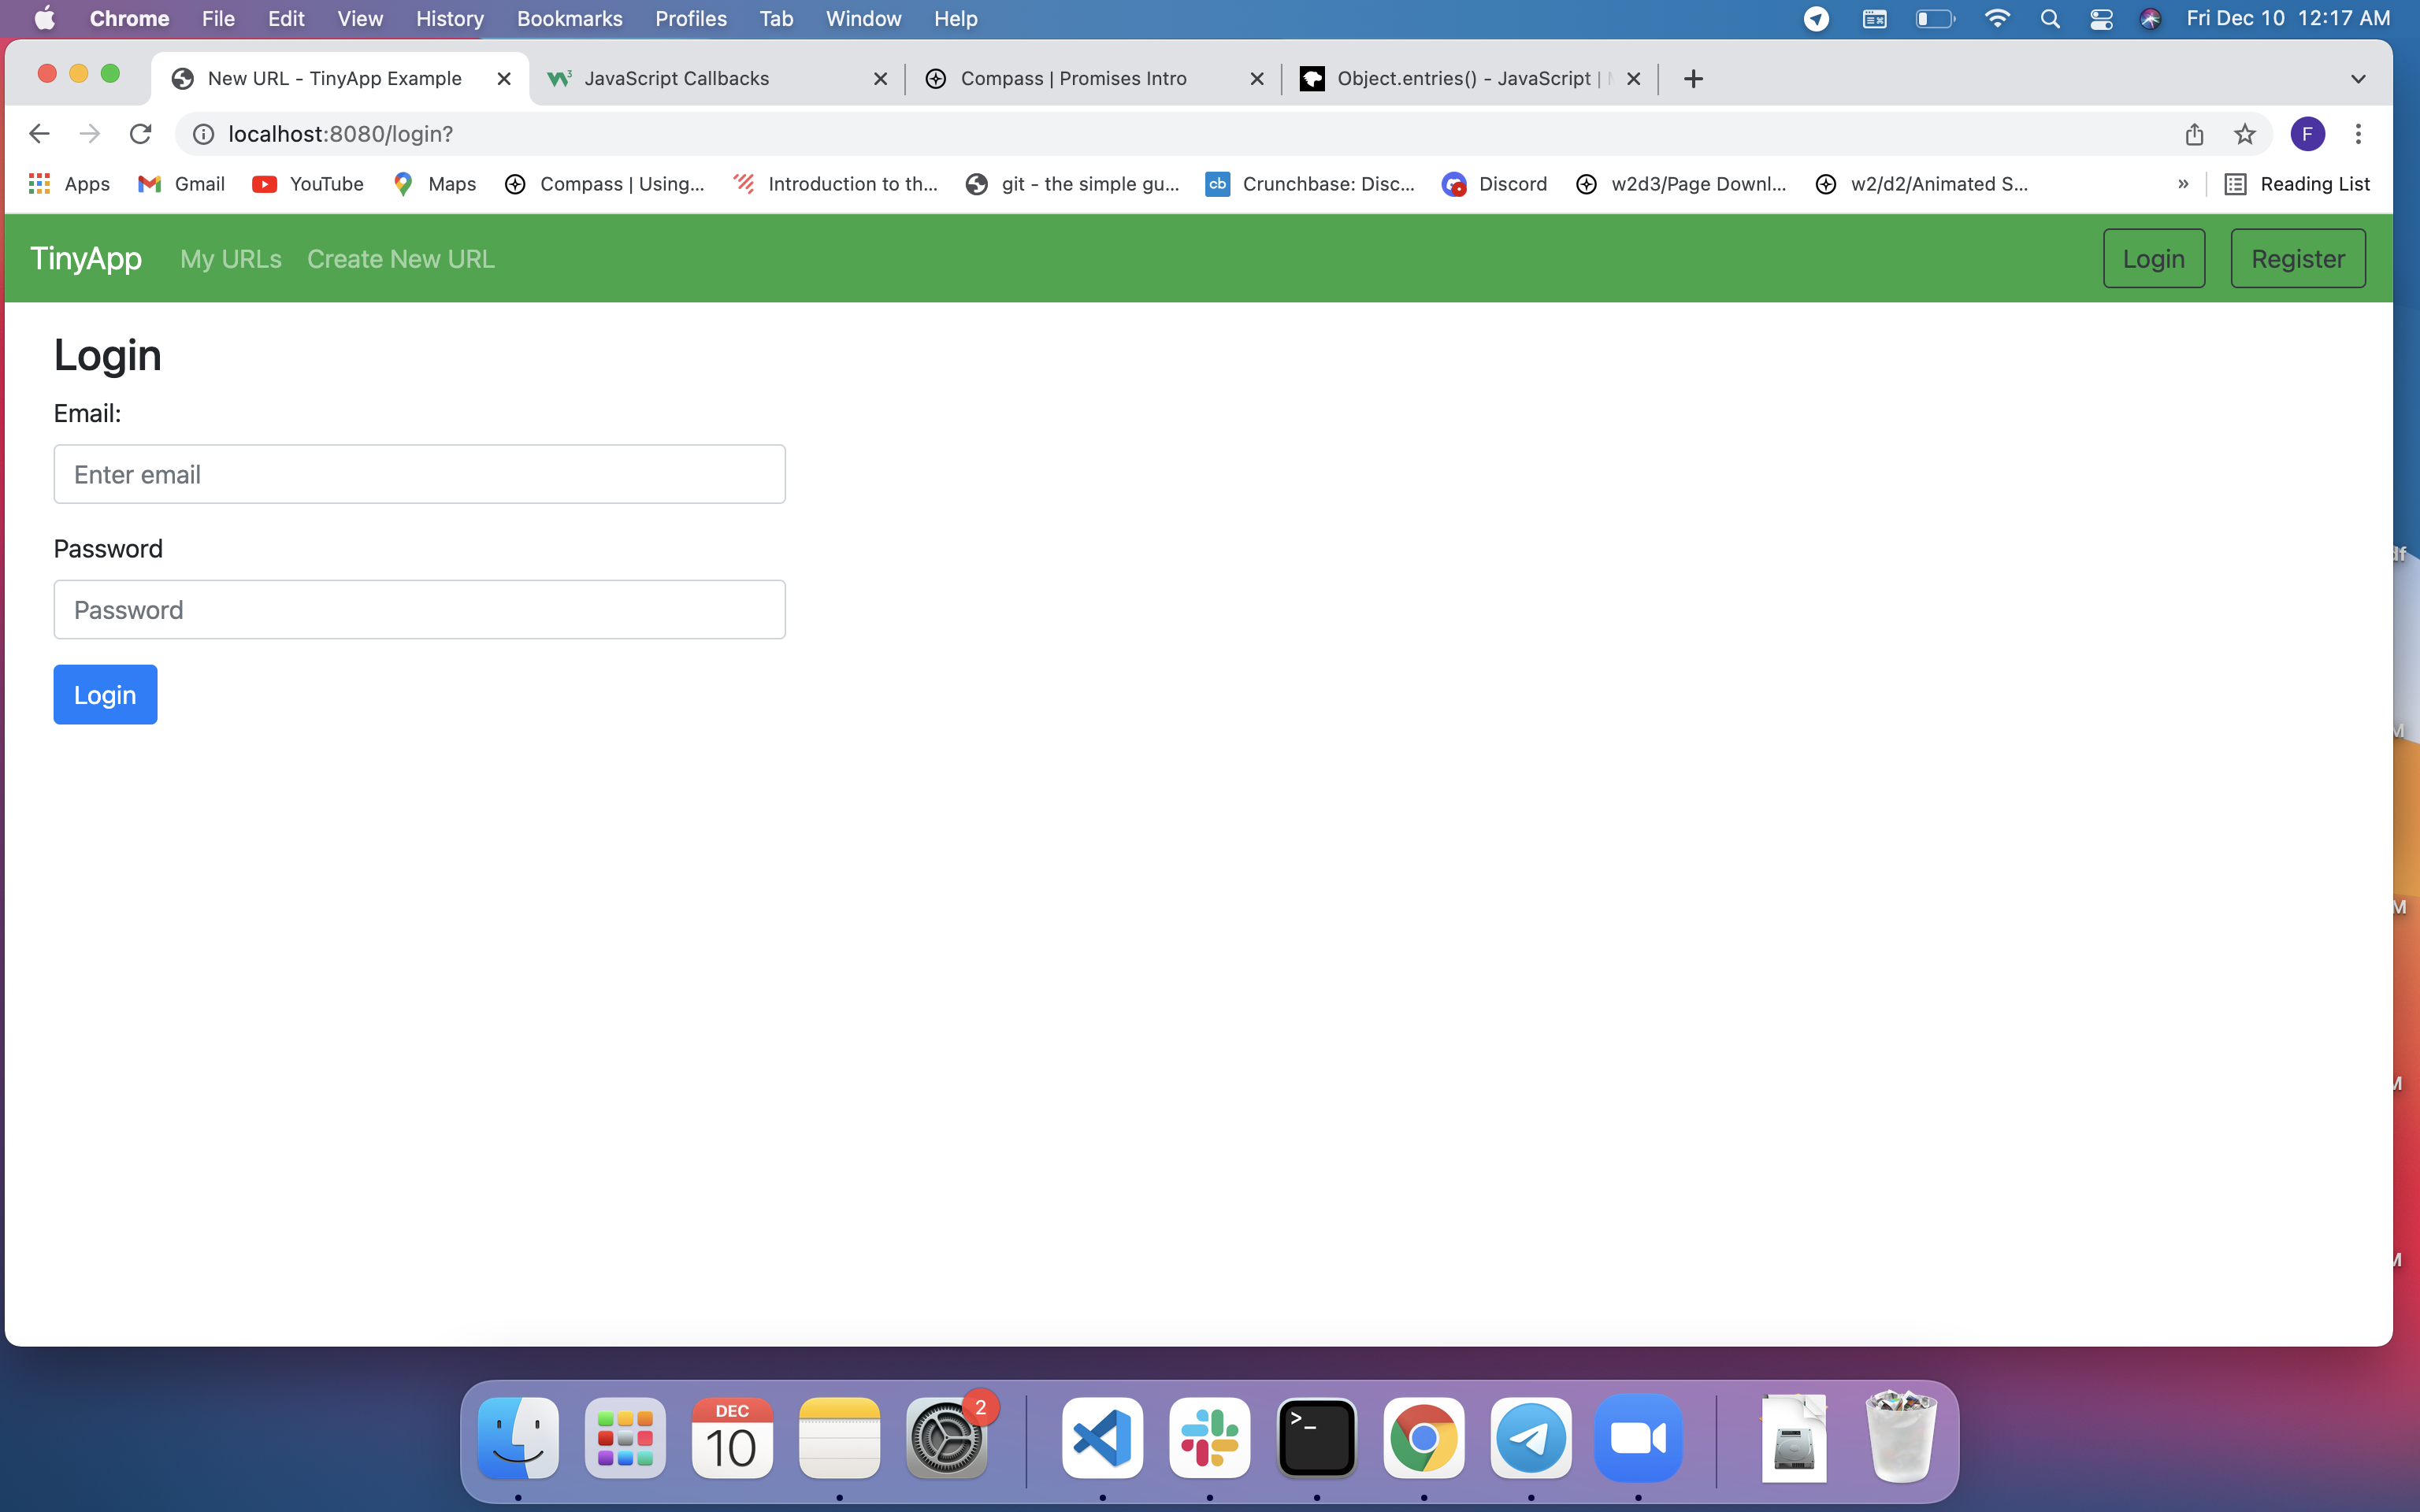 Chrome File Edit View History Bookmarks Profiles Tab Window Help Fri Dec 10 12:17 AM
New URL - TinyApp Example JavaScript Callbacks Compass | Promises Intro Object.entries() - JavaScript |
localhost:8080/login? F
Apps Gmail YouTube Maps Compass | Using... Introduction to th... git - the simple gu... cb Crunchbase: Disc... Discord w2d3/Page Downl... w2/d2/Animated S... » Reading List
TinyApp My URLs Create New URL Login Register
Login
Email:
Enter email
Password
Password
Login
df
M
M
M
M
2
DEC
10
>_